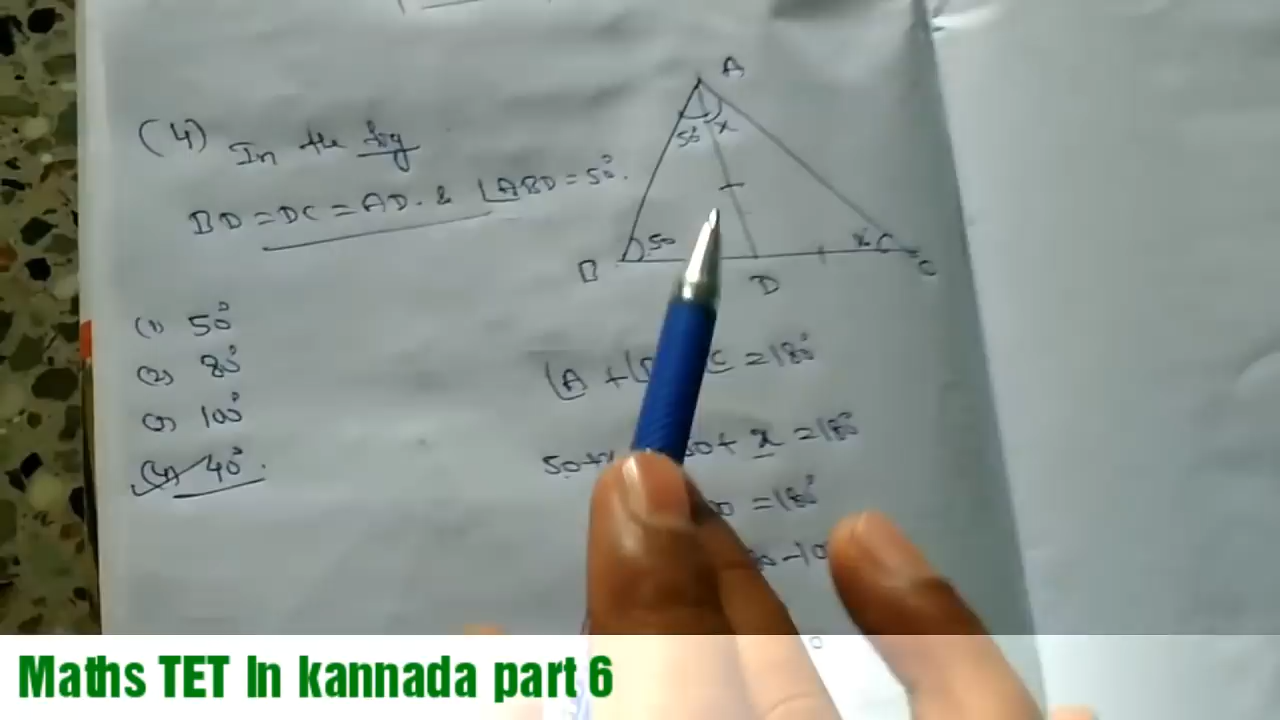 (4) In the fig
BD = DC = AD. & ∠ABD = 50°.
(1) 50°
(2) 80°
(3) 100°
(4) 40°.
A
50 x
50
x
B
D
C
∠A + ∠ C = 180°
50+x + x = 180°
= 180°
Maths TET In kannada part 6